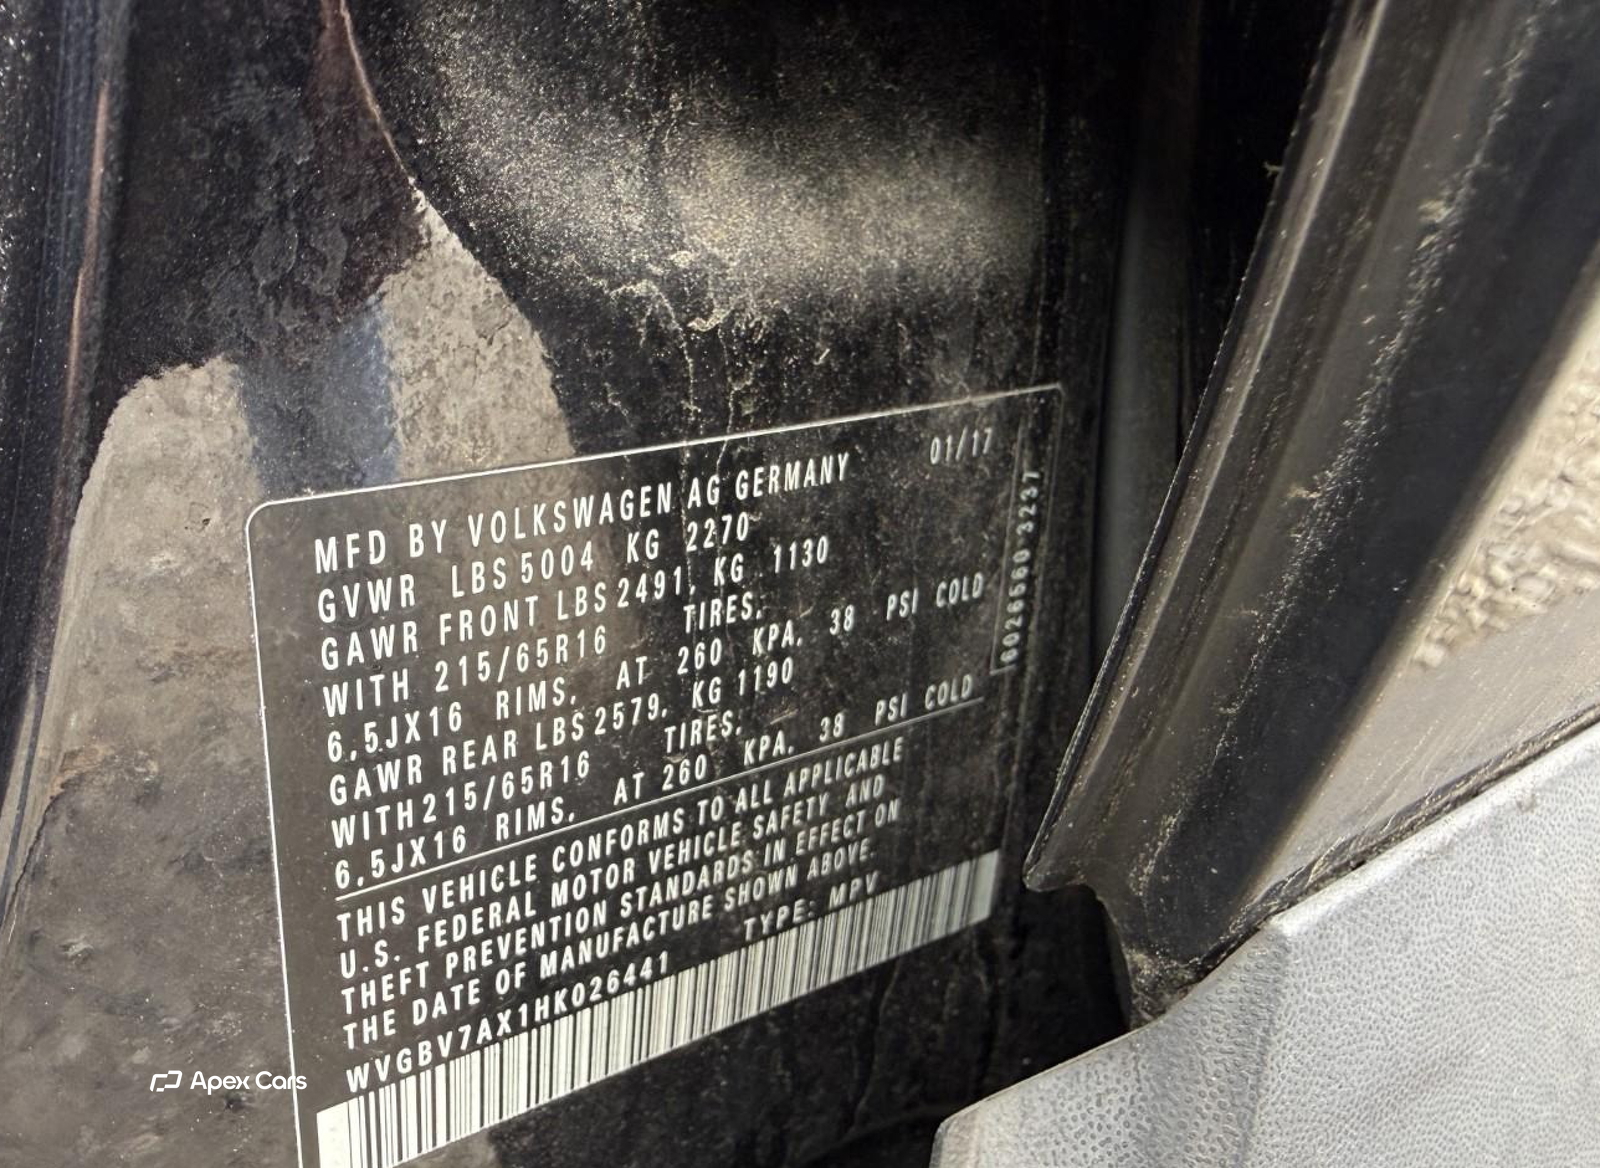 MFD BY VOLKSWAGEN AG GERMANY 01/17
GVWR LBS 5004 KG 2270
GAWR FRONT LBS 2491, KG 1130
WITH 215/65R16 TIRES,
6,5JX16 RIMS, AT 260 KPA, 38 PSI COLD
GAWR REAR LBS 2579, KG 1190
WITH 215/65R16 TIRES,
6,5JX16 RIMS, AT 260 KPA, 38 PSI COLD
THIS VEHICLE CONFORMS TO ALL APPLICABLE
U.S. FEDERAL MOTOR VEHICLE SAFETY AND
THEFT PREVENTION STANDARDS IN EFFECT ON
THE DATE OF MANUFACTURE SHOWN ABOVE.
WVGBV7AX1HK026441 TYPE: MPV
3237
Apex Cars